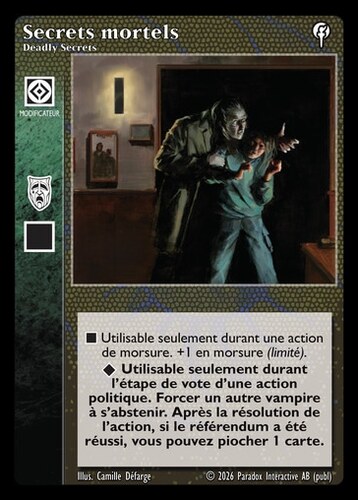 Secrets mortels
Deadly Secrets
MODIFICATEUR
Utilisable seulement durant une action
de morsure. +1 en morsure (limité).
Utilisable seulement durant
l'étape de vote d'une action
politique. Forcer un autre vampire
à s'abstenir. Après la résolution de
l'action, si le référendum a été
réussi, vous pouvez piocher 1 carte.
Illus. Camille Défarge © 2026 Paradox Interactive AB (publ)